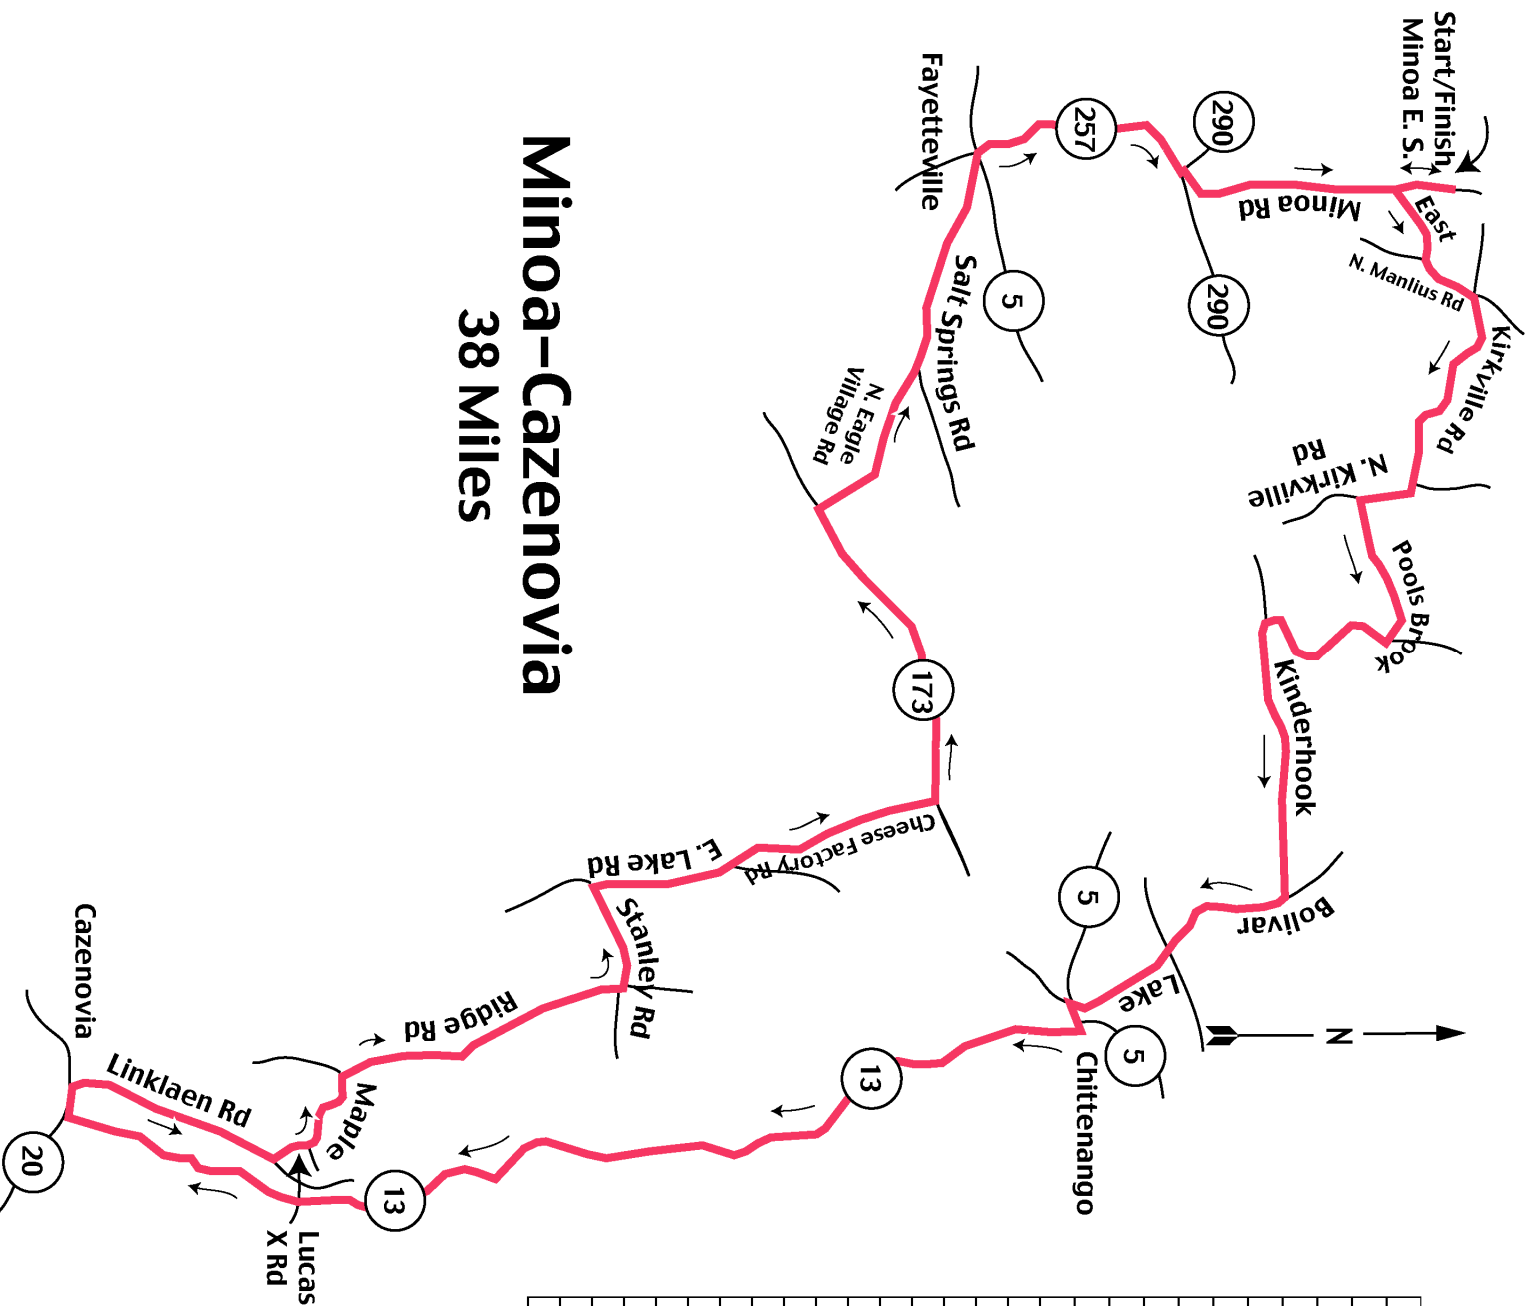 Start/Finish
Minoa E. S.
East
N. Manlius Rd
Kirkville Rd
N. Kirkville
Rd
Pools Brook
Kinderhook
Bolivar
Lake
5
5
Chittenango
N
13
13
Lucas
X Rd
20
Cazenovia
Linklaen Rd
Maple
Ridge Rd
Stanley Rd
E. Lake Rd
Cheese Factory Rd
173
N. Eagle
Village Rd
Salt Springs Rd
Fayetteville
5
257
290
290
Minoa Rd
Minoa–Cazenovia
38 Miles